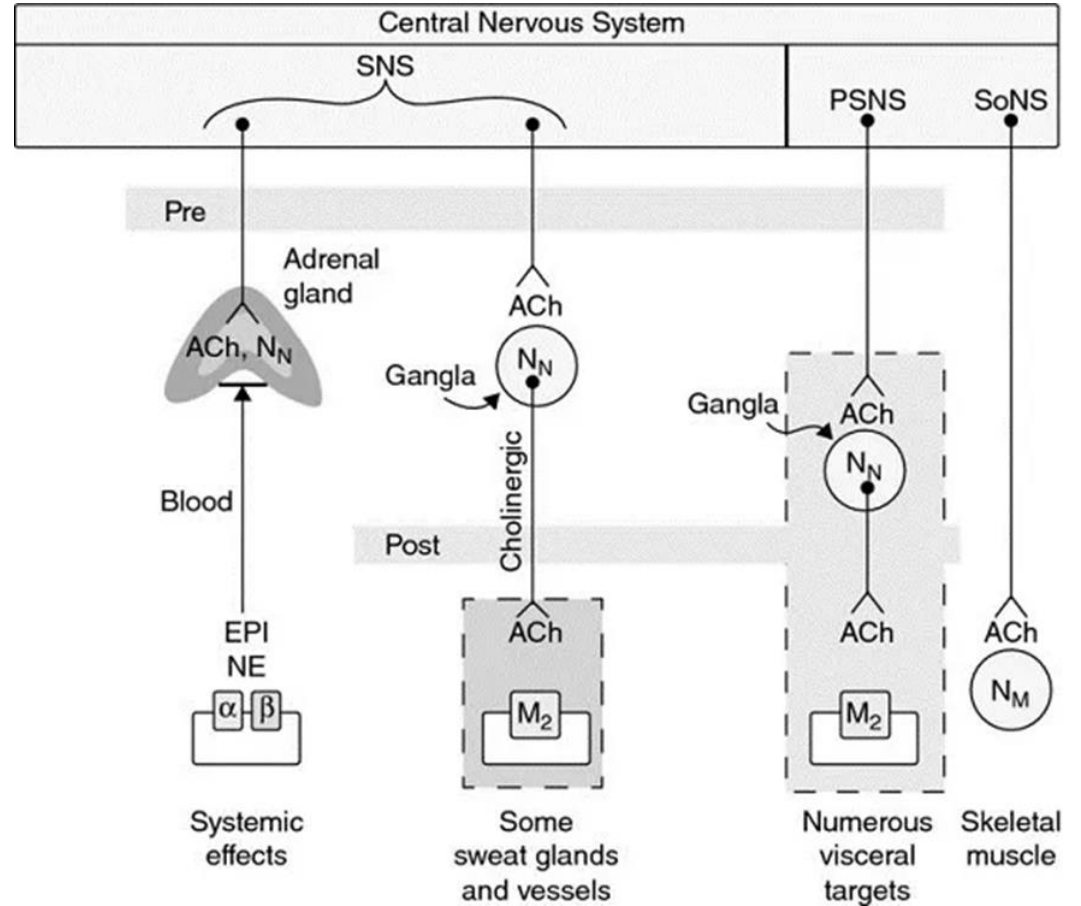 Central Nervous System
SNS
PSNS
SoNS
Pre
Adrenal
gland
ACh, NN
Blood
EPI
NE
α
β
Systemic
effects
ACh
NN
Gangla
Cholinergic
Post
ACh
M2
Some
sweat glands
and vessels
Gangla
ACh
NN
ACh
M2
Numerous
visceral
targets
ACh
NM
Skeletal
muscle